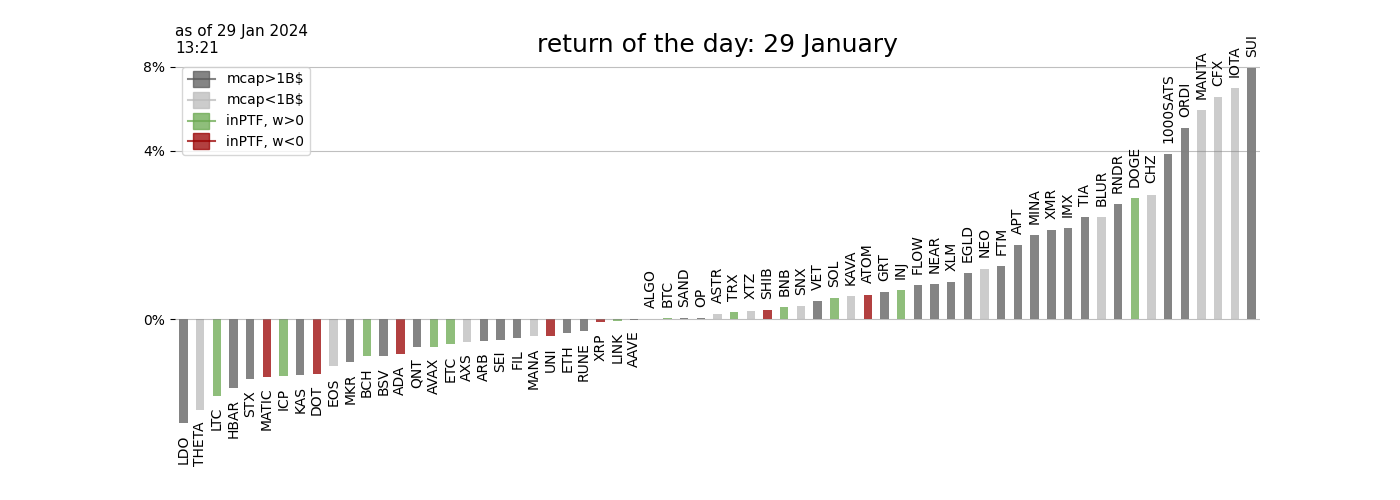 as of 29 Jan 2024
13:21
return of the day: 29 January
8%
4%
0%
mcap>1B$
mcap<1B$
inPTF, w>0
inPTF, w<0
LDO
THETA
LTC
HBAR
STX
MATIC
ICP
KAS
DOT
EOS
MKR
BCH
BSV
ADA
QNT
AVAX
ETC
AXS
ARB
SEI
FIL
MANA
UNI
ETH
RUNE
XRP
LINK
AAVE
ALGO
BTC
SAND
OP
ASTR
TRX
XTZ
SHIB
BNB
SNX
VET
SOL
KAVA
ATOM
GRT
INJ
FLOW
NEAR
XLM
EGLD
NEO
FTM
APT
MINA
XMR
IMX
TIA
BLUR
RNDR
DOGE
CHZ
1000SATS
ORDI
MANTA
CFX
IOTA
SUI